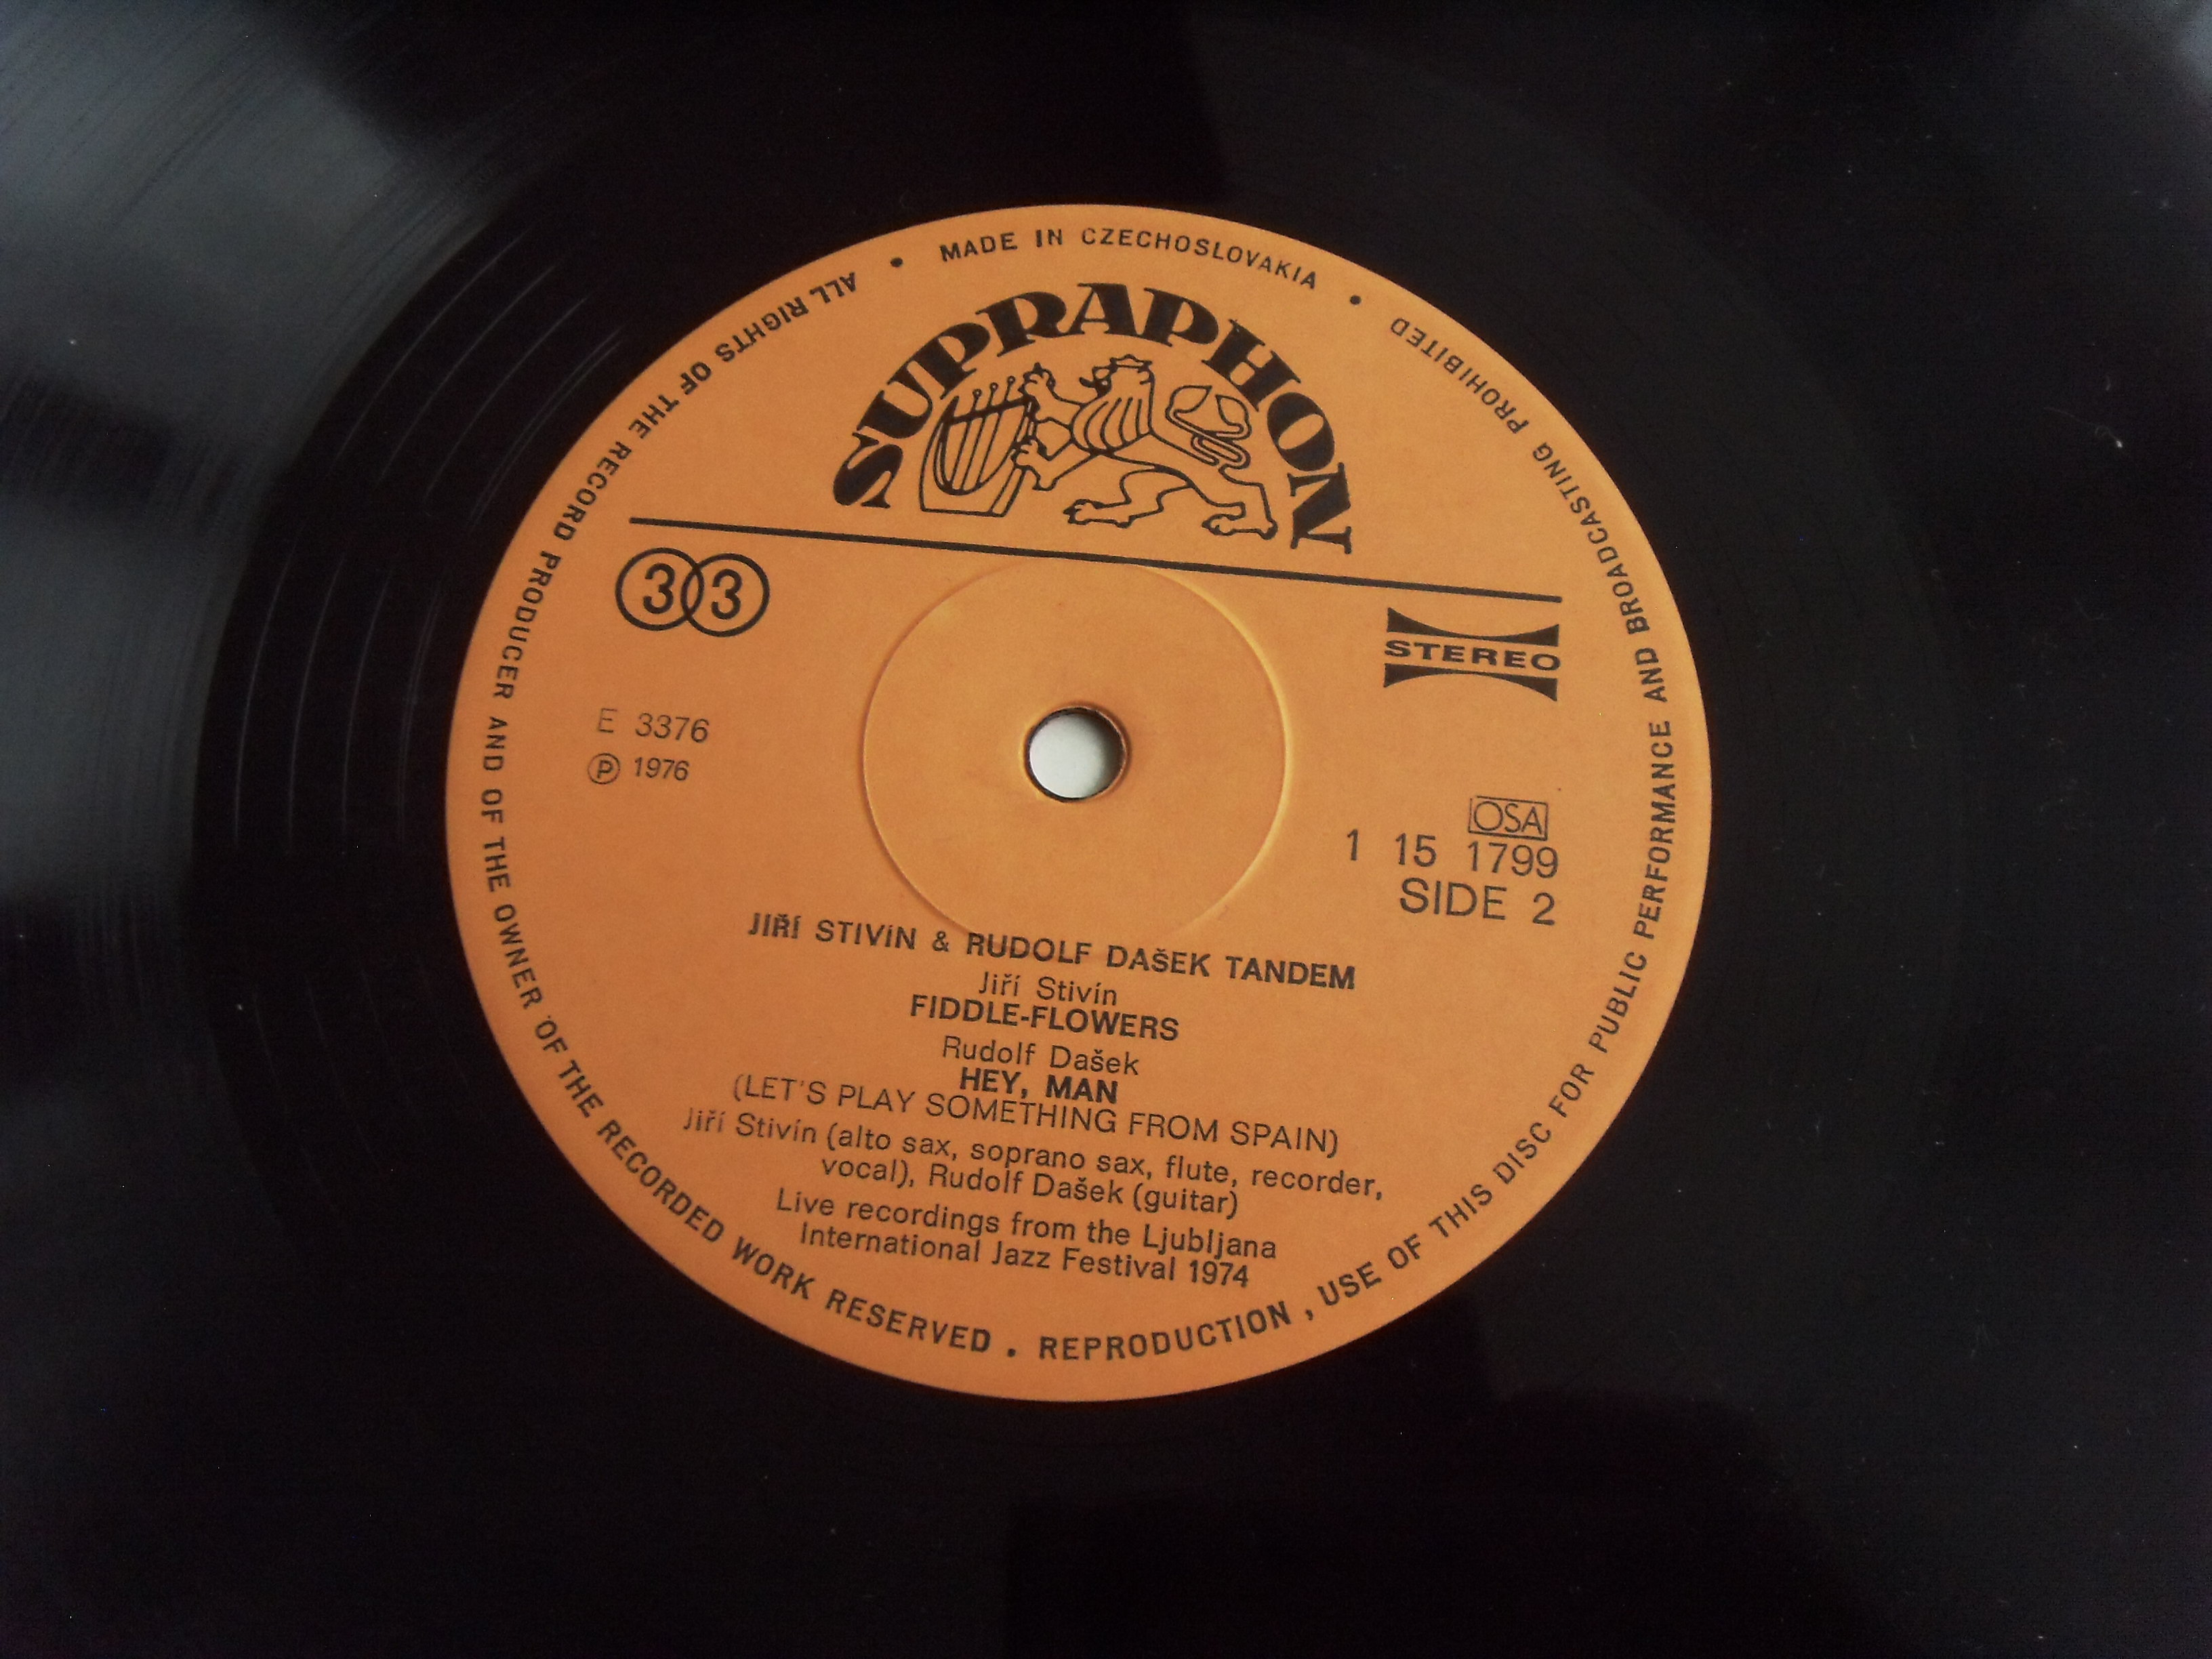 ALL RIGHTS OF THE RECORD PRODUCER AND OF THE OWNER OF THE RECORDED WORK RESERVED . REPRODUCTION , USE OF THIS DISC FOR PUBLIC PERFORMANCE AND BROADCASTING PROHIBITED
• MADE IN CZECHOSLOVAKIA •
SUPRAPHON
33
STEREO
E 3376
℗ 1976
OSA
1 15 1799
SIDE 2
JIŘÍ STIVÍN & RUDOLF DAŠEK TANDEM
Jiří Stivín
FIDDLE-FLOWERS
Rudolf Dašek
HEY, MAN
(LET'S PLAY SOMETHING FROM SPAIN)
Jiří Stivín (alto sax, soprano sax, flute, recorder,
vocal), Rudolf Dašek (guitar)
Live recordings from the Ljubljana
International Jazz Festival 1974